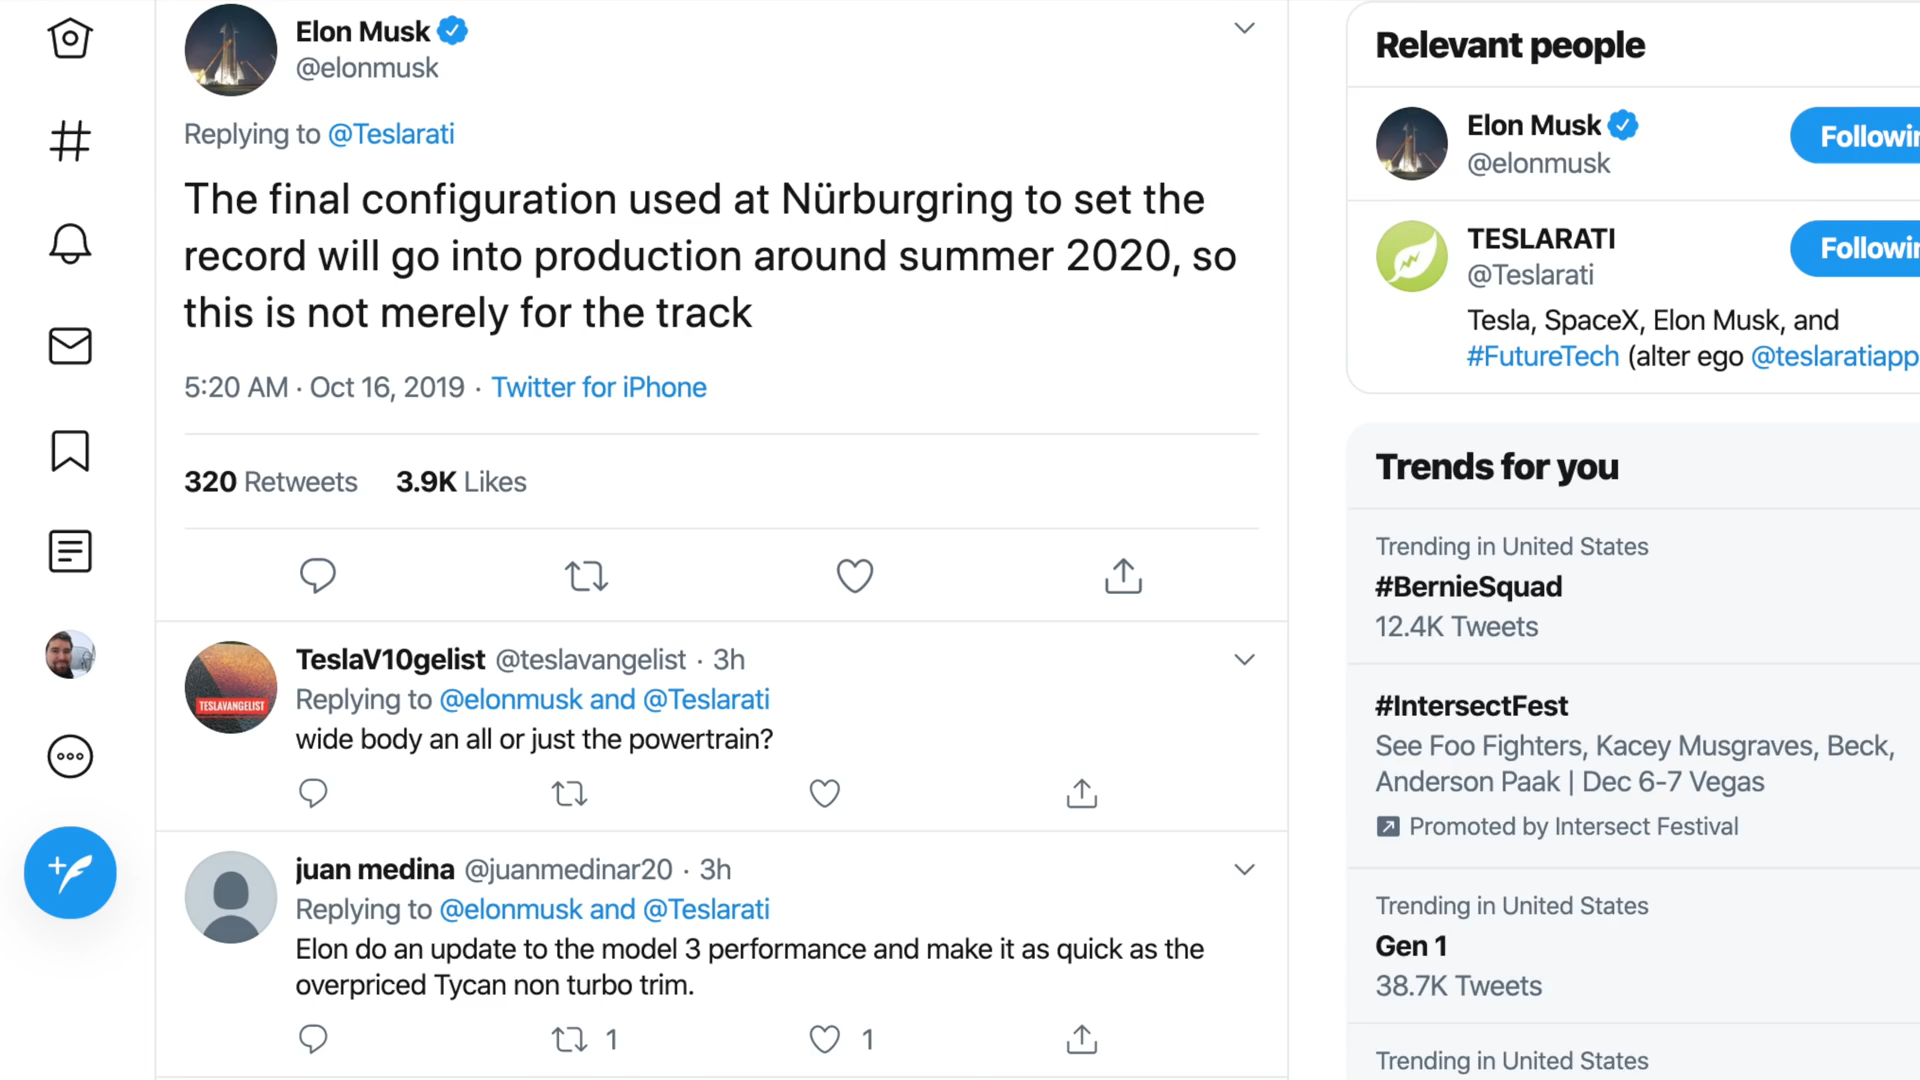 Elon Musk
@elonmusk
Replying to @Teslarati
The final configuration used at Nürburgring to set the
record will go into production around summer 2020, so
this is not merely for the track
5:20 AM · Oct 16, 2019 · Twitter for iPhone
320 Retweets 3.9K Likes
TeslaV10gelist @teslavangelist · 3h
TESLAVANGELIST
Replying to @elonmusk and @Teslarati
wide body an all or just the powertrain?
juan medina @juanmedinar20 · 3h
Replying to @elonmusk and @Teslarati
Elon do an update to the model 3 performance and make it as quick as the
overpriced Tycan non turbo trim.
1 1
Relevant people
Elon Musk
@elonmusk
Followin
TESLARATI
@Teslarati
Followin
Tesla, SpaceX, Elon Musk, and
#FutureTech (alter ego @teslaratiapp
Trends for you
Trending in United States
#BernieSquad
12.4K Tweets
#IntersectFest
See Foo Fighters, Kacey Musgraves, Beck,
Anderson Paak | Dec 6-7 Vegas
Promoted by Intersect Festival
Trending in United States
Gen 1
38.7K Tweets
Trending in United States